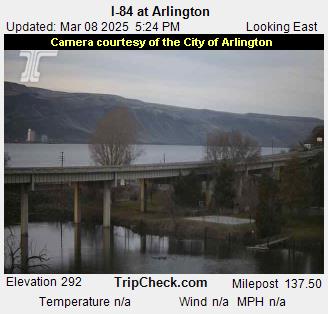 I-84 at Arlington
Updated: Mar 08 2025 5:24 PM Looking East
Camera courtesy of the City of Arlington
Elevation 292 TripCheck.com Milepost 137.50
Temperature n/a Wind n/a MPH n/a